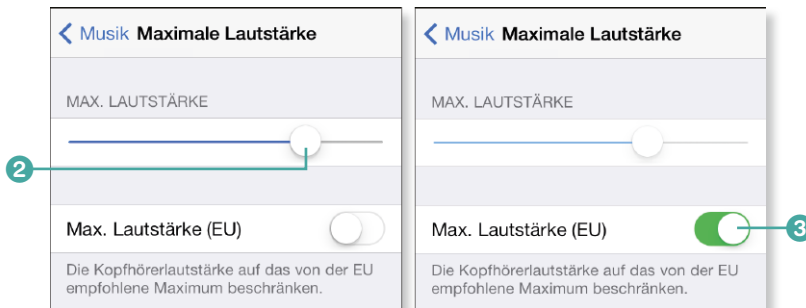 Musik Maximale Lautstärke
MAX. LAUTSTÄRKE
2
Max. Lautstärke (EU)
Die Kopfhörerlautstärke auf das von der EU
empfohlene Maximum beschränken.
Musik Maximale Lautstärke
MAX. LAUTSTÄRKE
Max. Lautstärke (EU)
3
Die Kopfhörerlautstärke auf das von der EU
empfohlene Maximum beschränken.